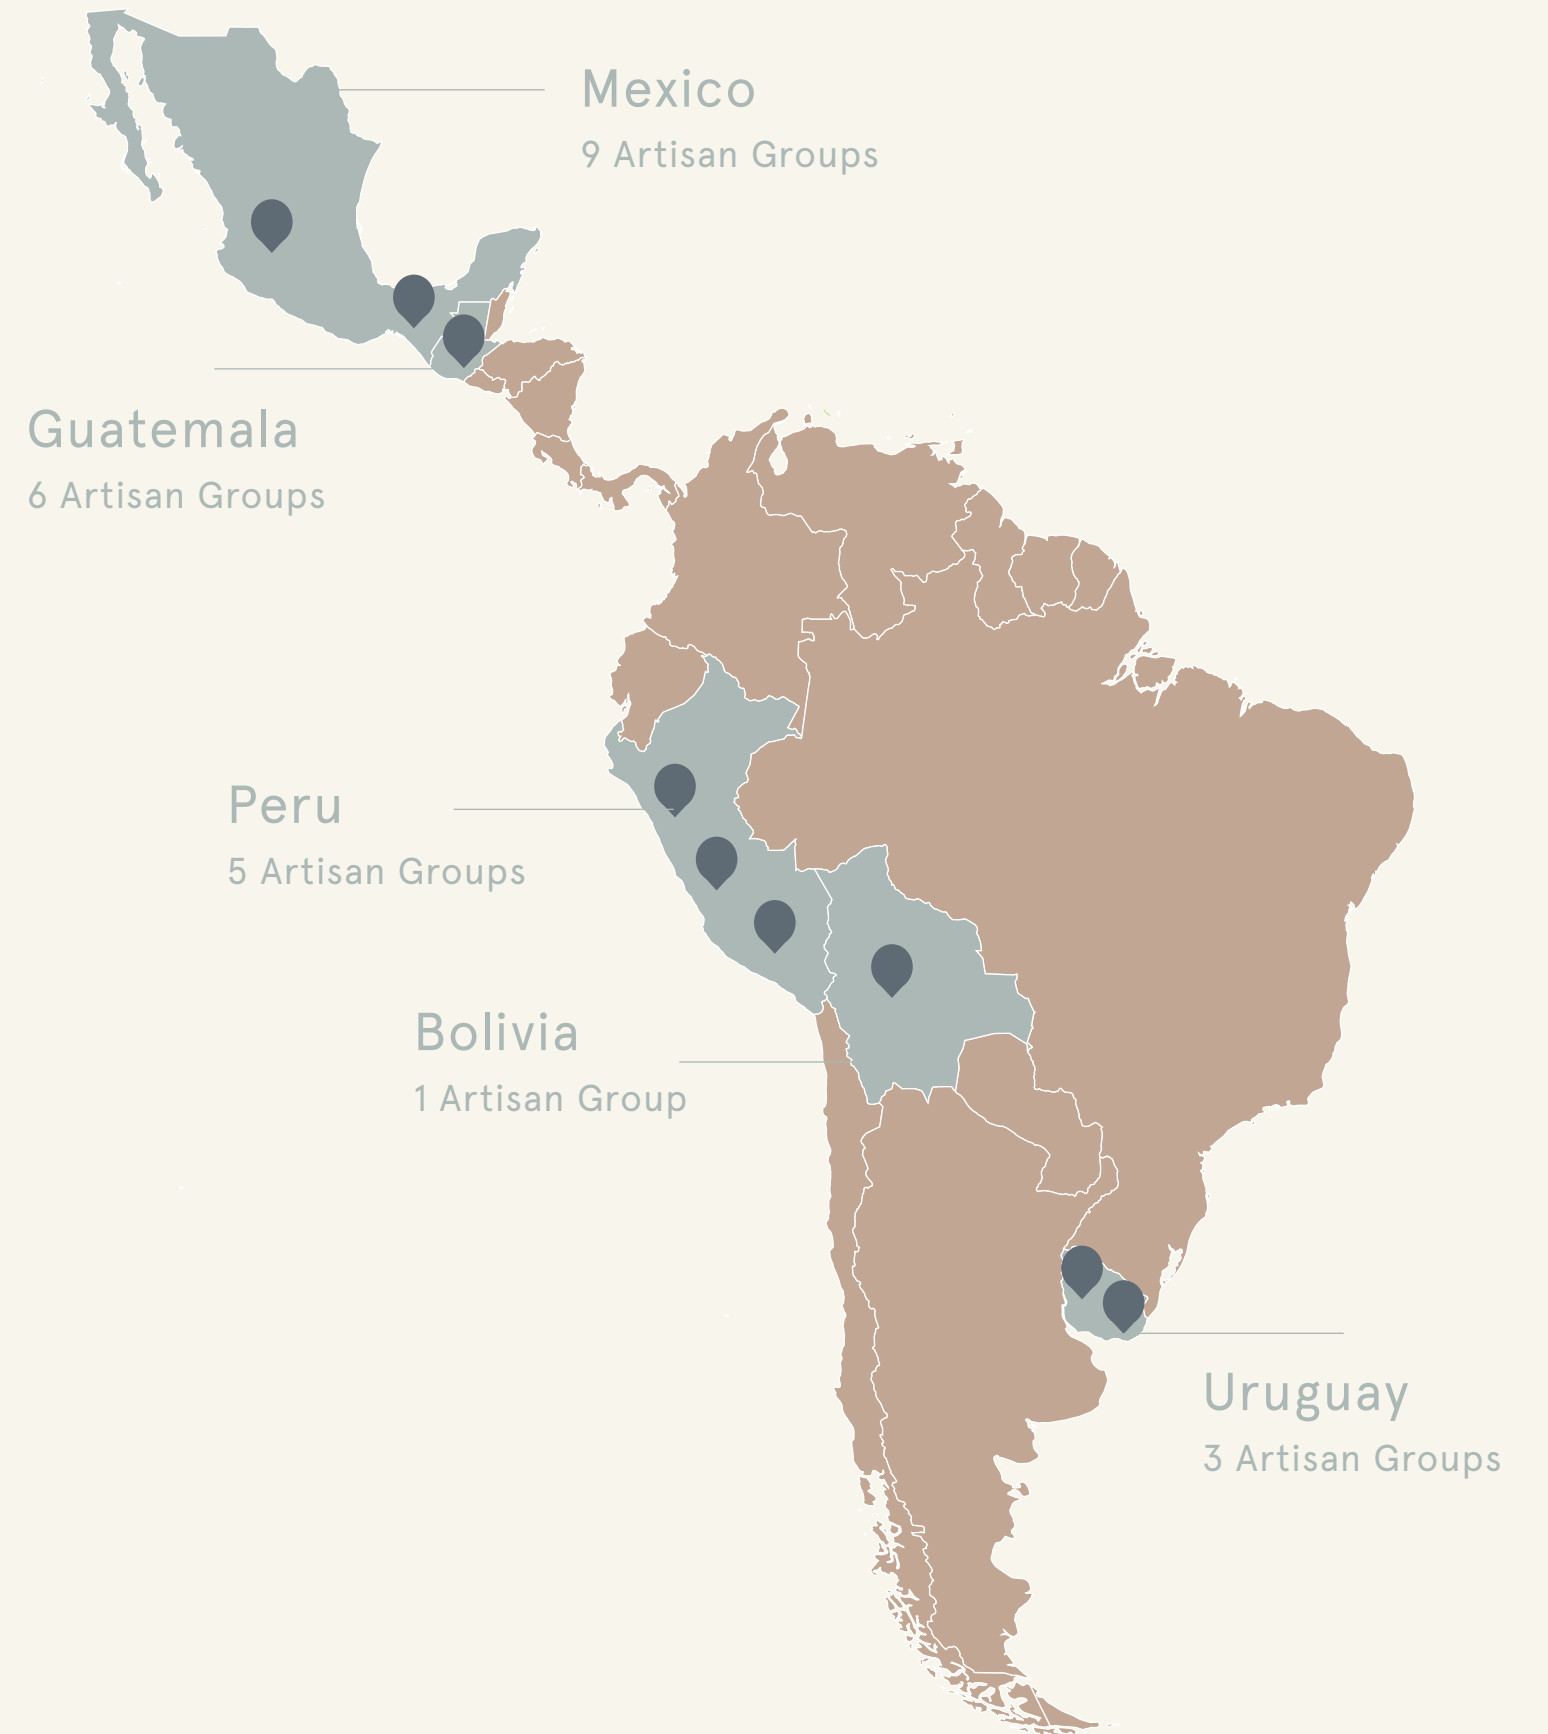 Mexico
9 Artisan Groups
Guatemala
6 Artisan Groups
Peru
5 Artisan Groups
Bolivia
1 Artisan Group
Uruguay
3 Artisan Groups